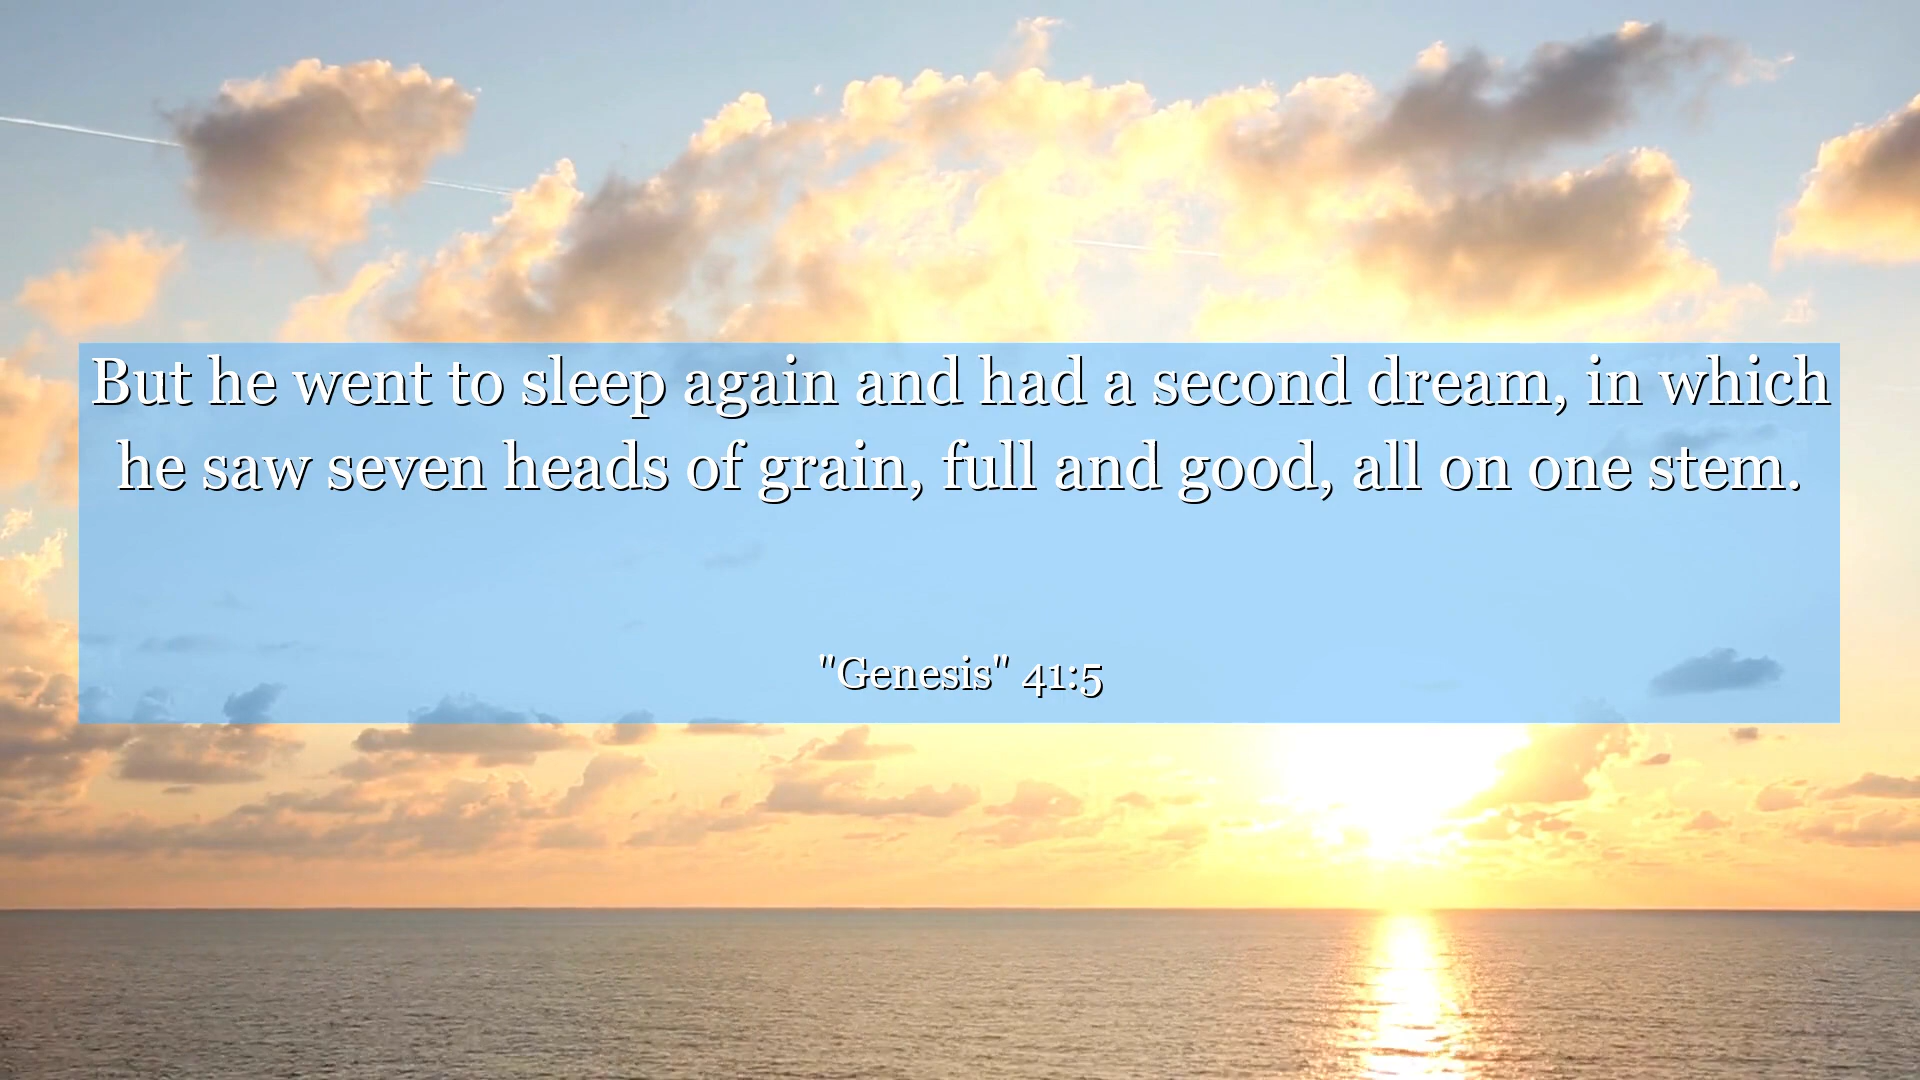 But he went to sleep again and had a second dream, in which
he saw seven heads of grain, full and good, all on one stem.
"Genesis" 41:5